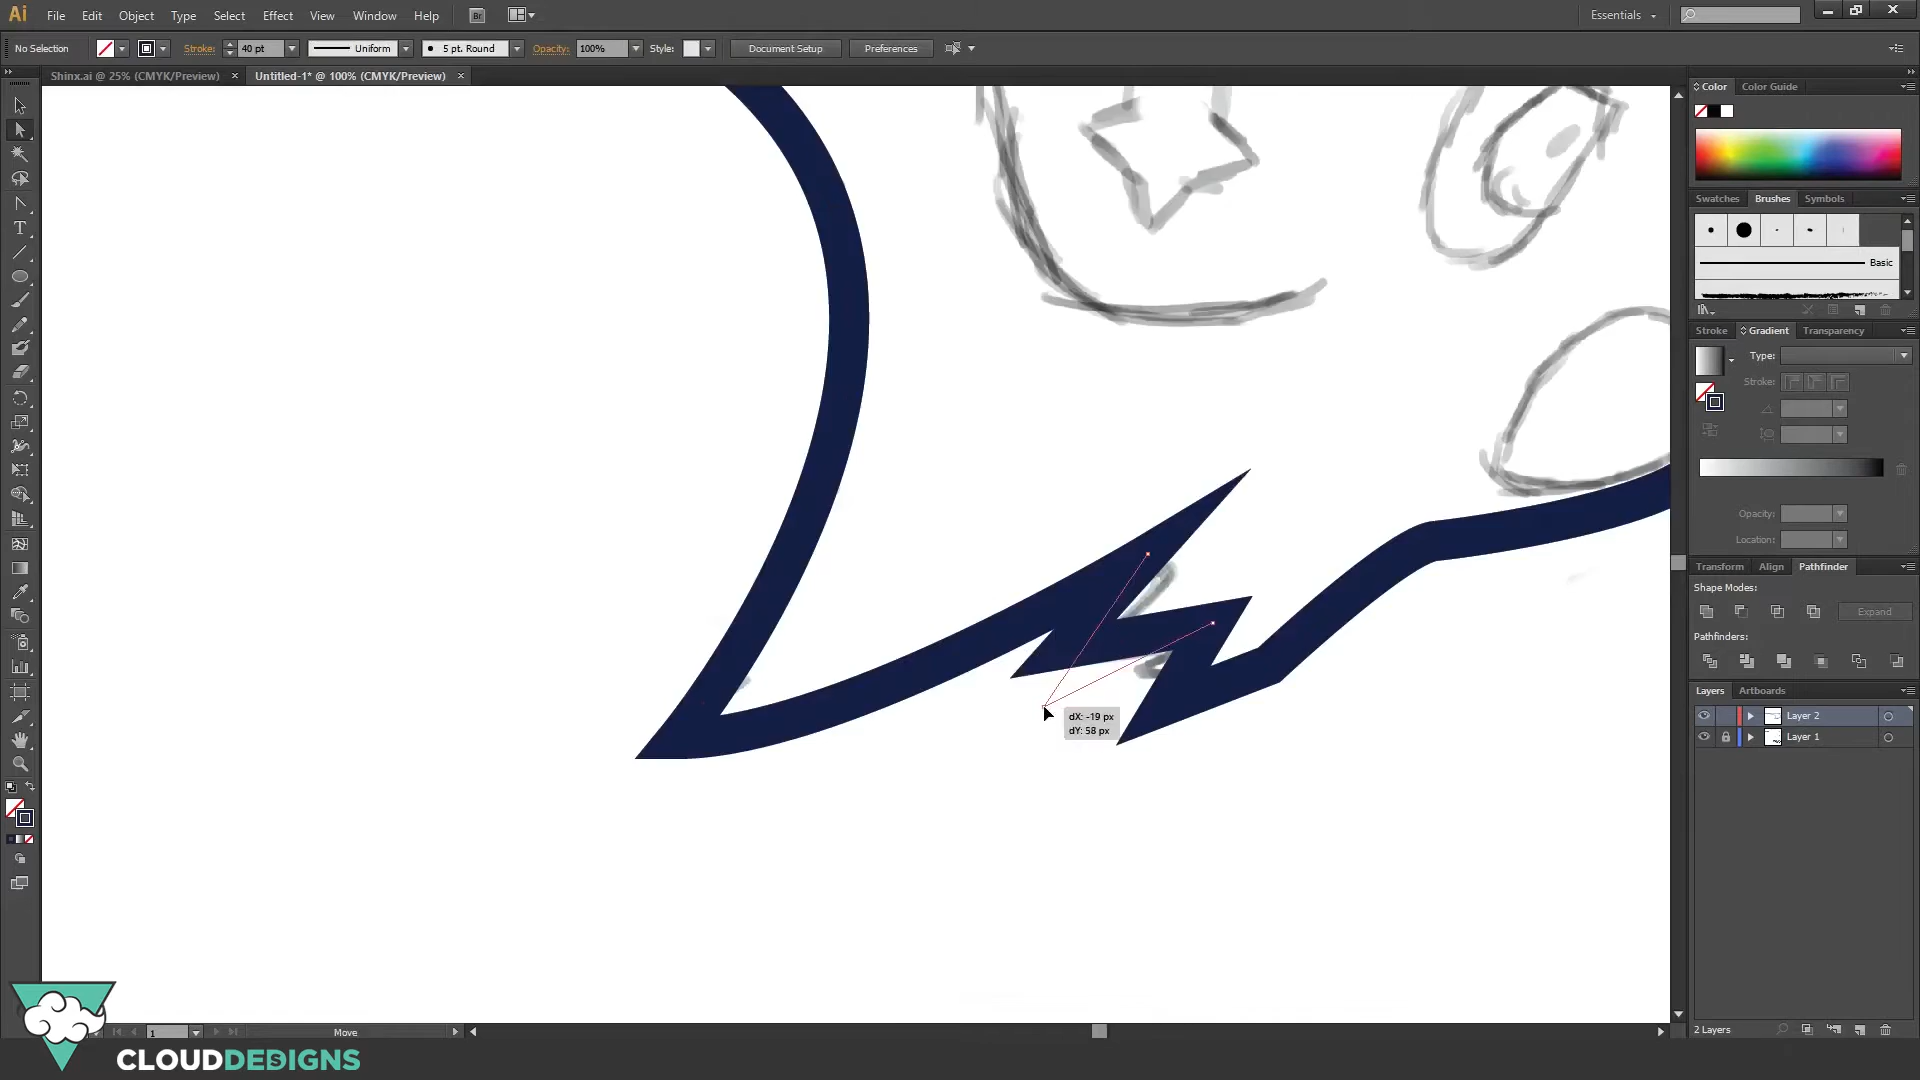 Ai File Edit Object Type Select Effect View Window Help Br Essentials
No Selection Stroke: 40 pt Uniform 5 pt. Round Opacity: 100% Style: Document Setup Preferences
Shinx.ai @ 25% (CMYK/Preview) × Untitled-1* @ 100% (CMYK/Preview) ×
Color Color Guide
Swatches Brushes Symbols
Basic
Stroke Gradient Transparency
Type:
Stroke:
Opacity:
Location:
Transform Align Pathfinder
Shape Modes:
Expand
Pathfinders:
Layers Artboards
Layer 2
Layer 1
dX: -19 px
dY: 58 px
1 Move
2 Layers
CLOUDDESIGNS